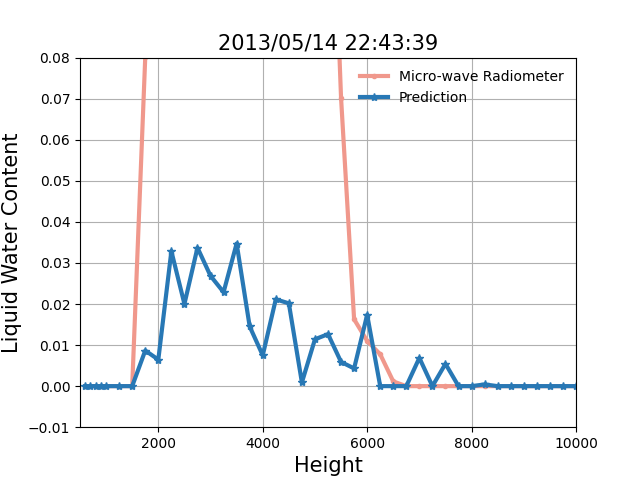 2013/05/14 22:43:39
Micro-wave Radiometer
Prediction
Liquid Water Content
0.08
0.07
0.06
0.05
0.04
0.03
0.02
0.01
0.00
−0.01
2000 4000 6000 8000 10000
Height